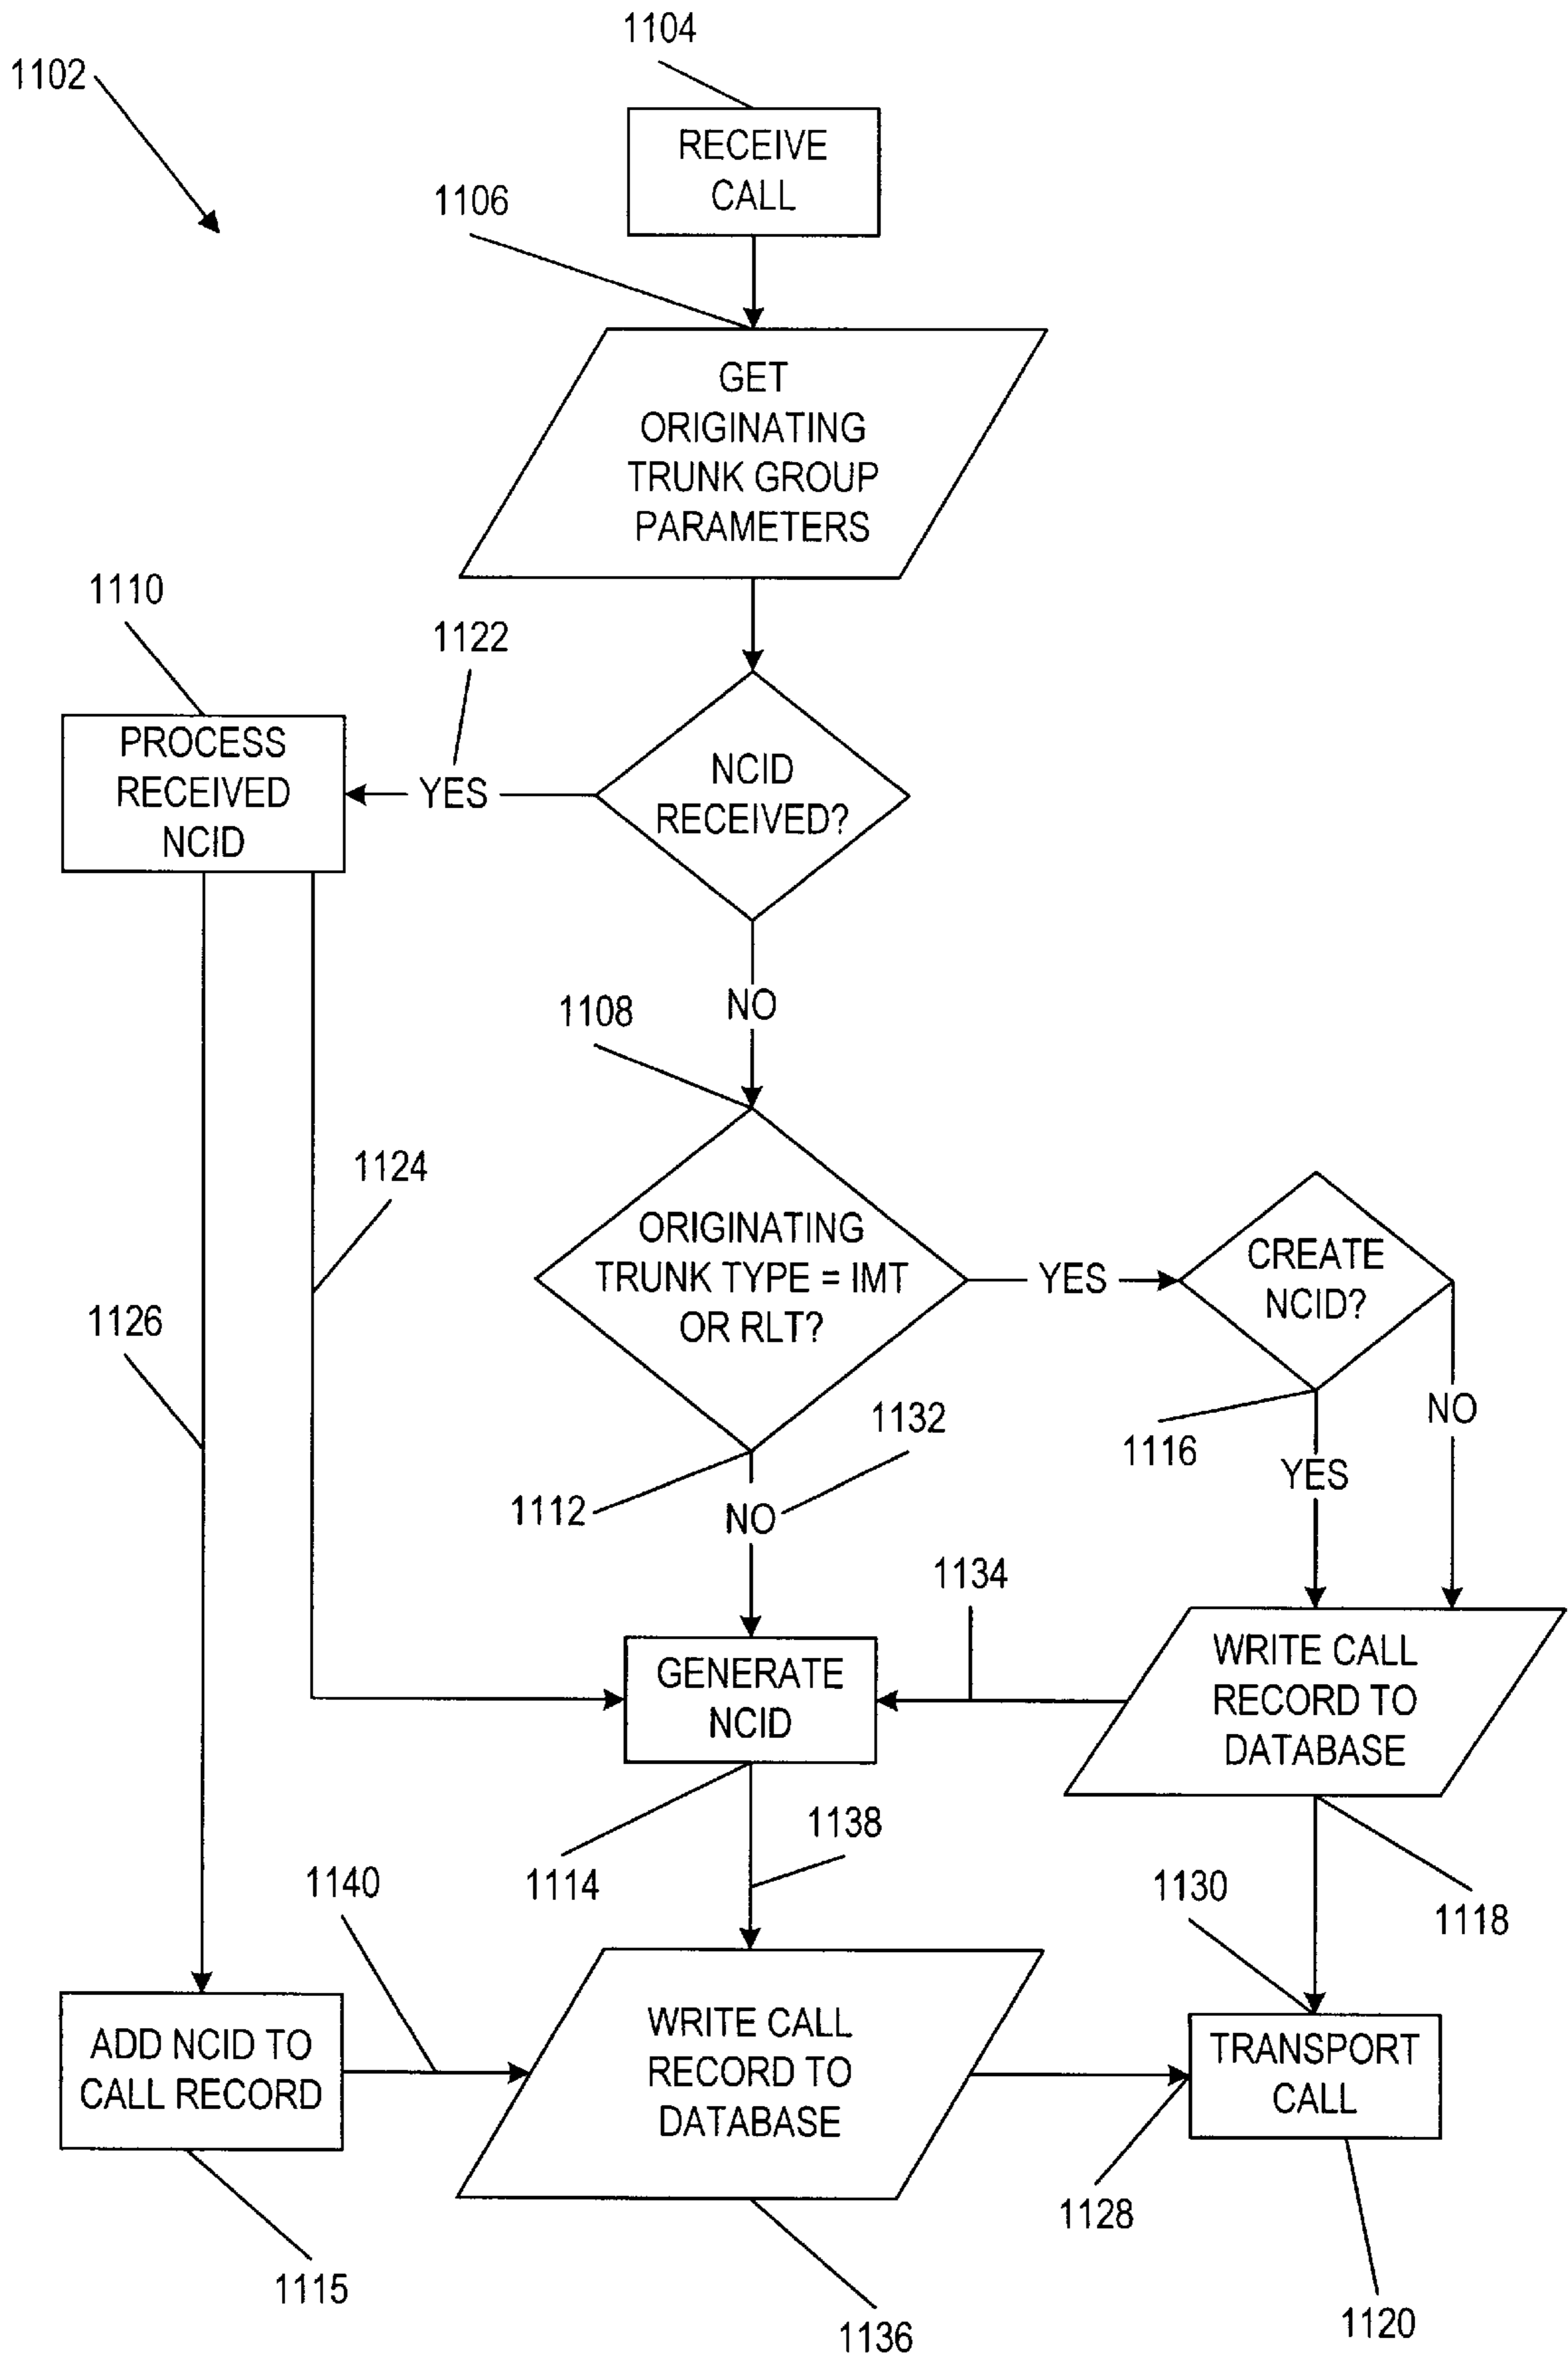 1104
1102
RECEIVE
CALL
1106
GET
ORIGINATING
TRUNK GROUP
PARAMETERS
1110
1122
PROCESS
RECEIVED
NCID
YES
NCID
RECEIVED?
NO
1108
1124
ORIGINATING
TRUNK TYPE = IMT
OR RLT?
YES
CREATE
NCID?
1126
1132
NO
1116
YES
1112
NO
1134
GENERATE
NCID
WRITE CALL
RECORD TO
DATABASE
1138
1114
1140
1130
1118
ADD NCID TO
CALL RECORD
WRITE CALL
RECORD TO
DATABASE
TRANSPORT
CALL
1128
1115
1136
1120